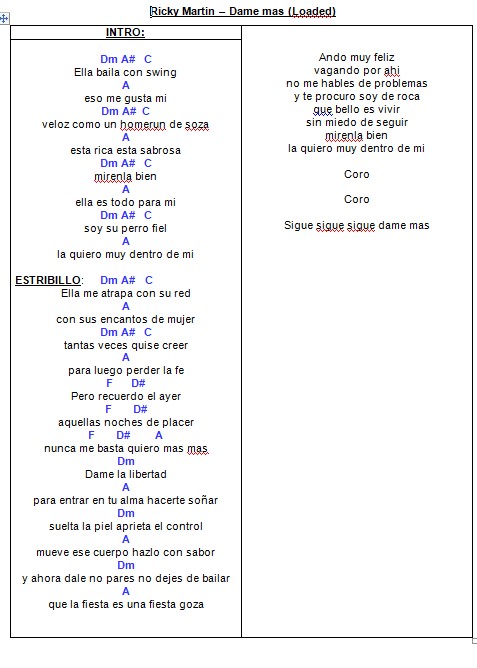 Ricky Martin – Dame mas (Loaded)
INTRO:
Dm A# C
Ella baila con swing
A
eso me gusta mi
Dm A# C
veloz como un homerun de soza
A
esta rica esta sabrosa
Dm A# C
mirenla bien
A
ella es todo para mi
Dm A# C
soy su perro fiel
A
la quiero muy dentro de mi
ESTRIBILLO: Dm A# C
Ella me atrapa con su red
A
con sus encantos de mujer
Dm A# C
tantas veces quise creer
A
para luego perder la fe
F D#
Pero recuerdo el ayer
F D#
aquellas noches de placer
F D# A
nunca me basta quiero mas mas
Dm
Dame la libertad
A
para entrar en tu alma hacerte soñar
Dm
suelta la piel aprieta el control
A
mueve ese cuerpo hazlo con sabor
Dm
y ahora dale no pares no dejes de bailar
A
que la fiesta es una fiesta goza
Ando muy feliz
vagando por ahi
no me hables de problemas
y te procuro soy de roca
que bello es vivir
sin miedo de seguir
mirenla bien
la quiero muy dentro de mi
Coro
Coro
Sigue sigue sigue dame mas